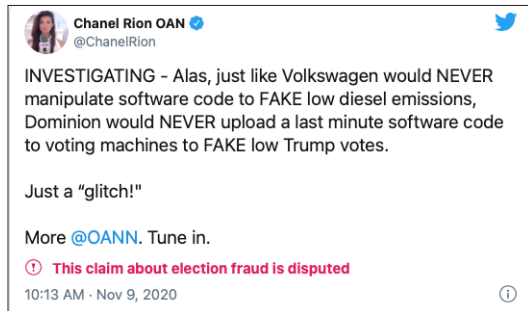 Chanel Rion OAN
@ChanelRion
INVESTIGATING - Alas, just like Volkswagen would NEVER
manipulate software code to FAKE low diesel emissions,
Dominion would NEVER upload a last minute software code
to voting machines to FAKE low Trump votes.
Just a “glitch!"
More @OANN. Tune in.
This claim about election fraud is disputed
10:13 AM · Nov 9, 2020